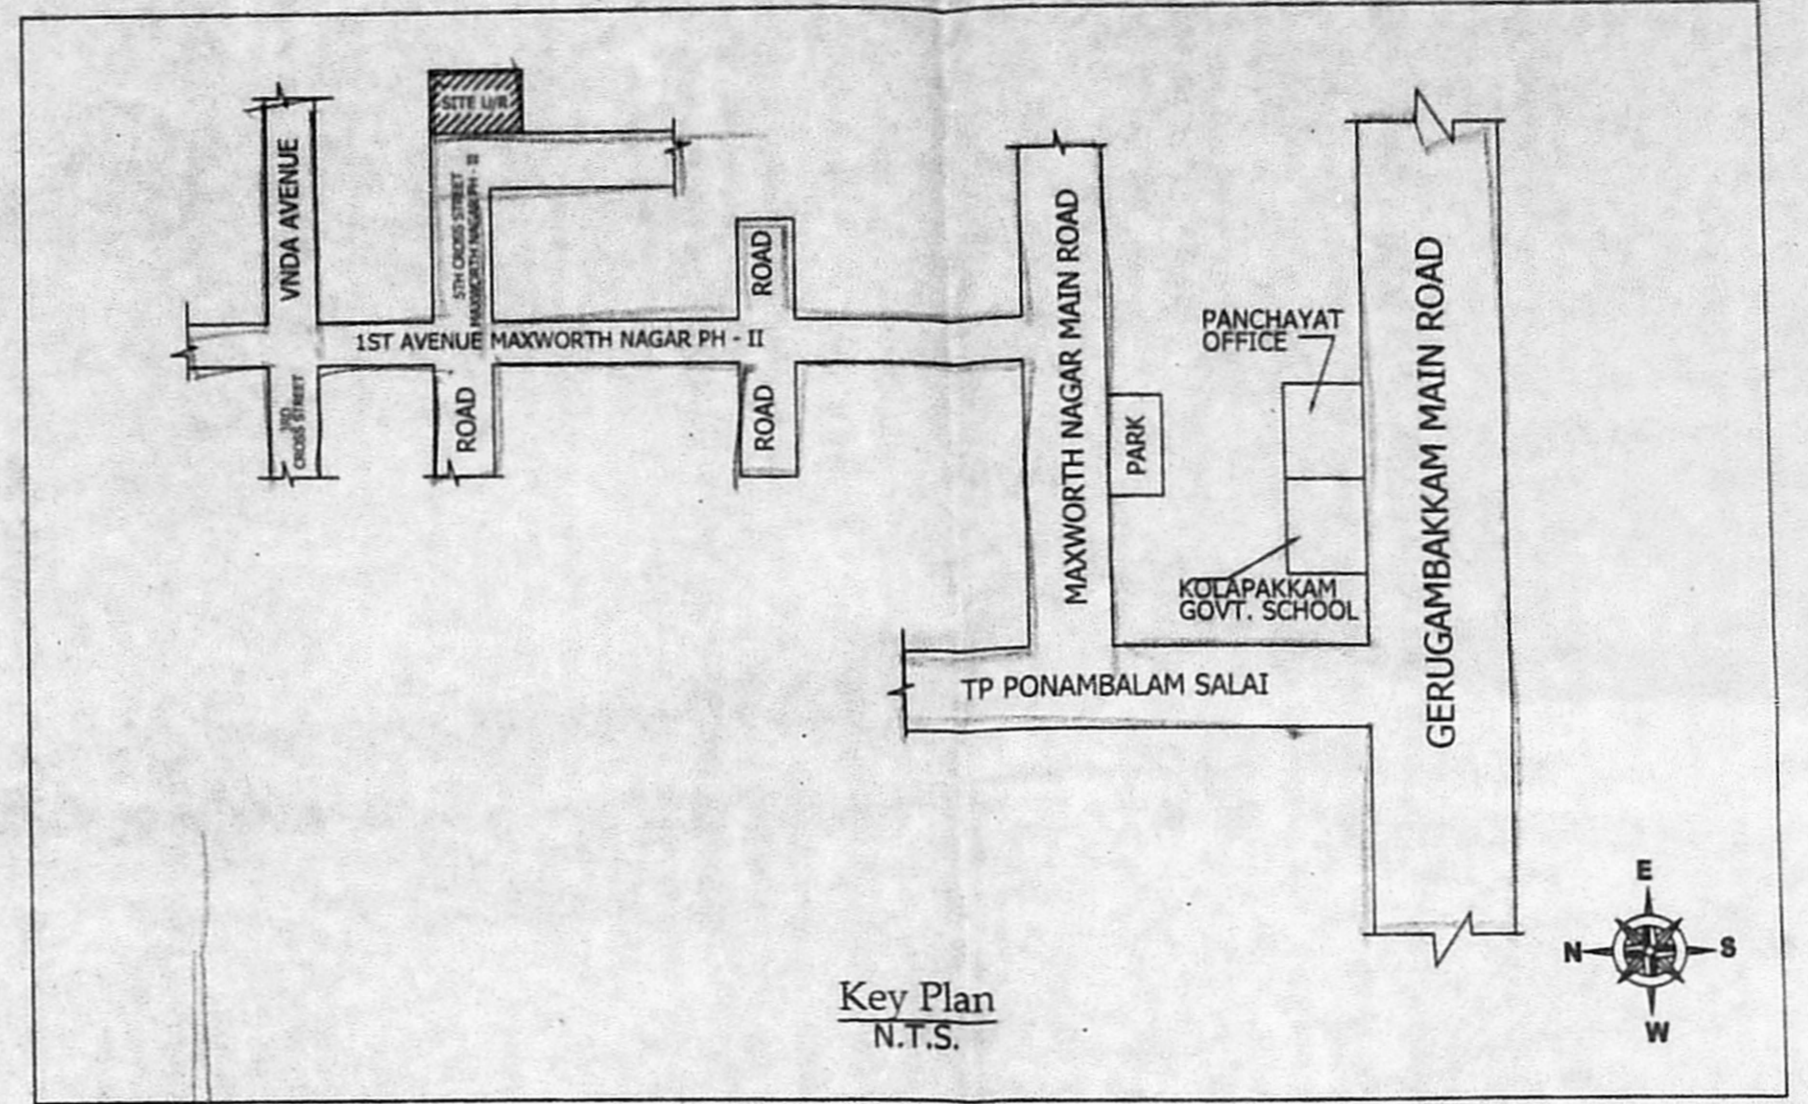 SITE U/R
VNDA AVENUE
5TH CROSS STREET
MAXWORTH NAGAR PH - II
ROAD
1ST AVENUE MAXWORTH NAGAR PH - II
3RD
CROSS STREET
ROAD
ROAD
MAXWORTH NAGAR MAIN ROAD
PARK
PANCHAYAT
OFFICE
KOLAPAKKAM
GOVT. SCHOOL
GERUGAMBAKKAM MAIN ROAD
TP PONAMBALAM SALAI
E
N
S
W
Key Plan
N.T.S.